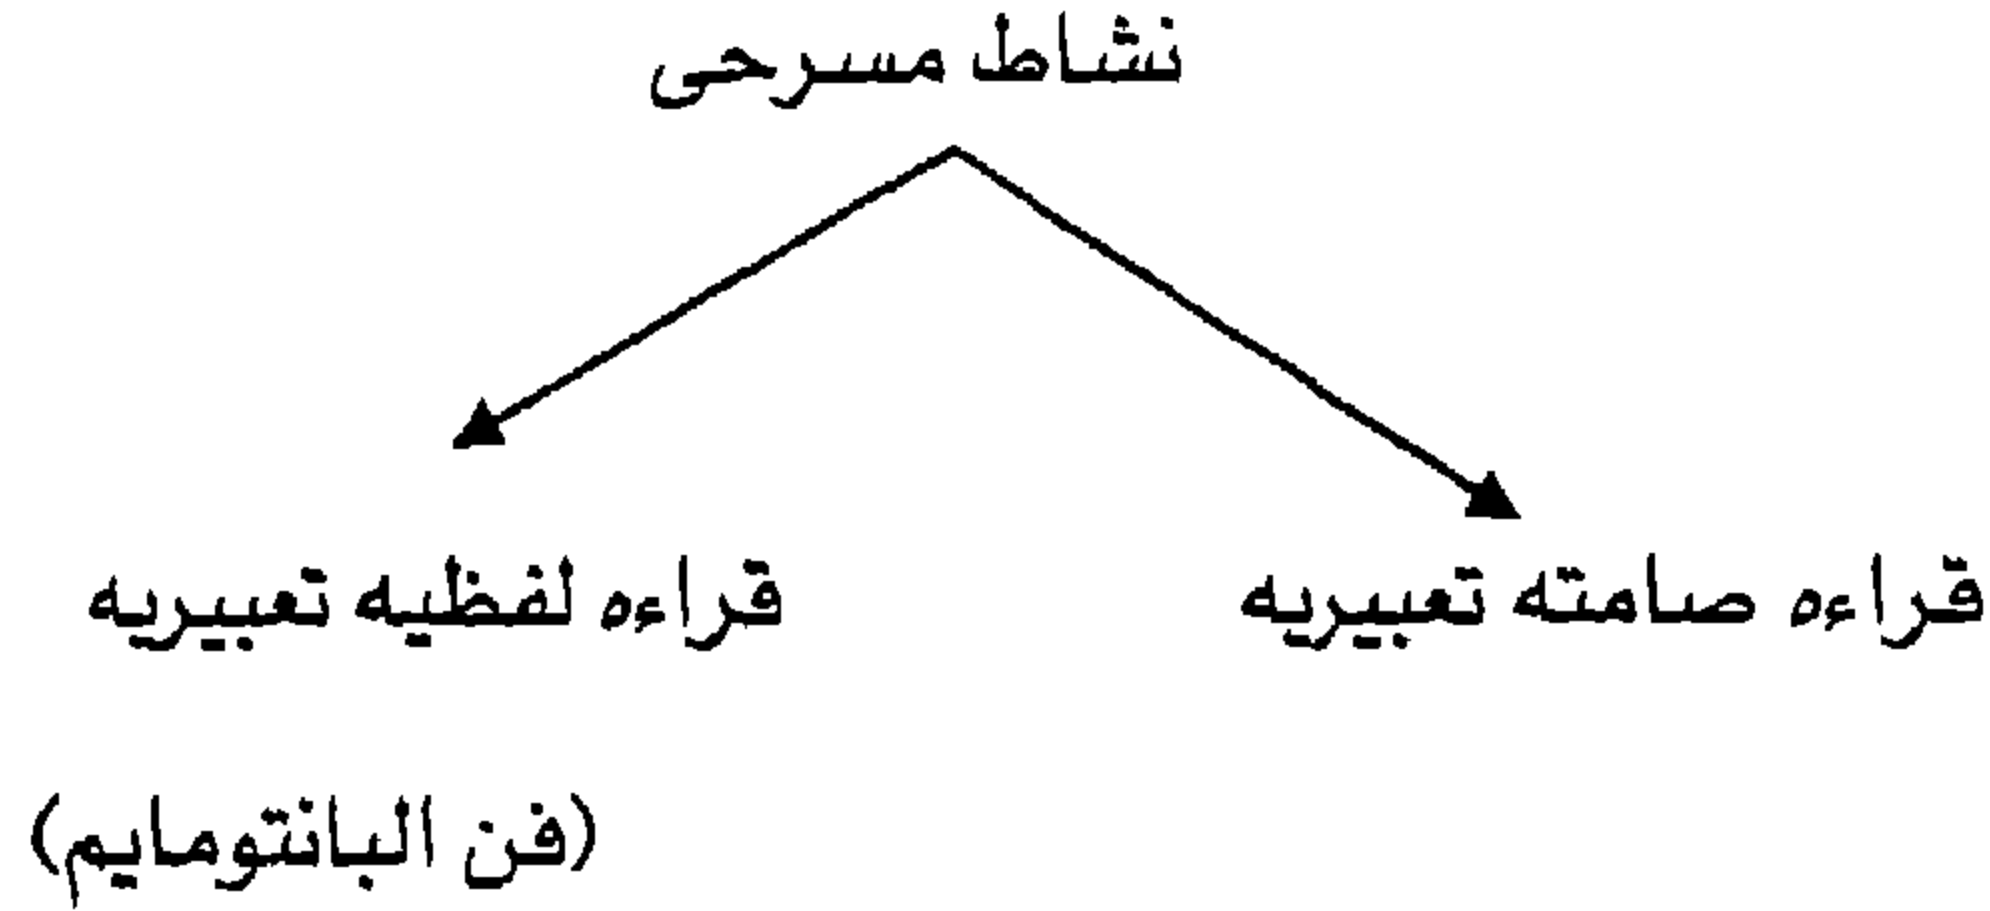 نشاط مسرحى
قراءه صامته تعبيريه
قراءه لفظيه تعبيريه
(فن البانتومايم)